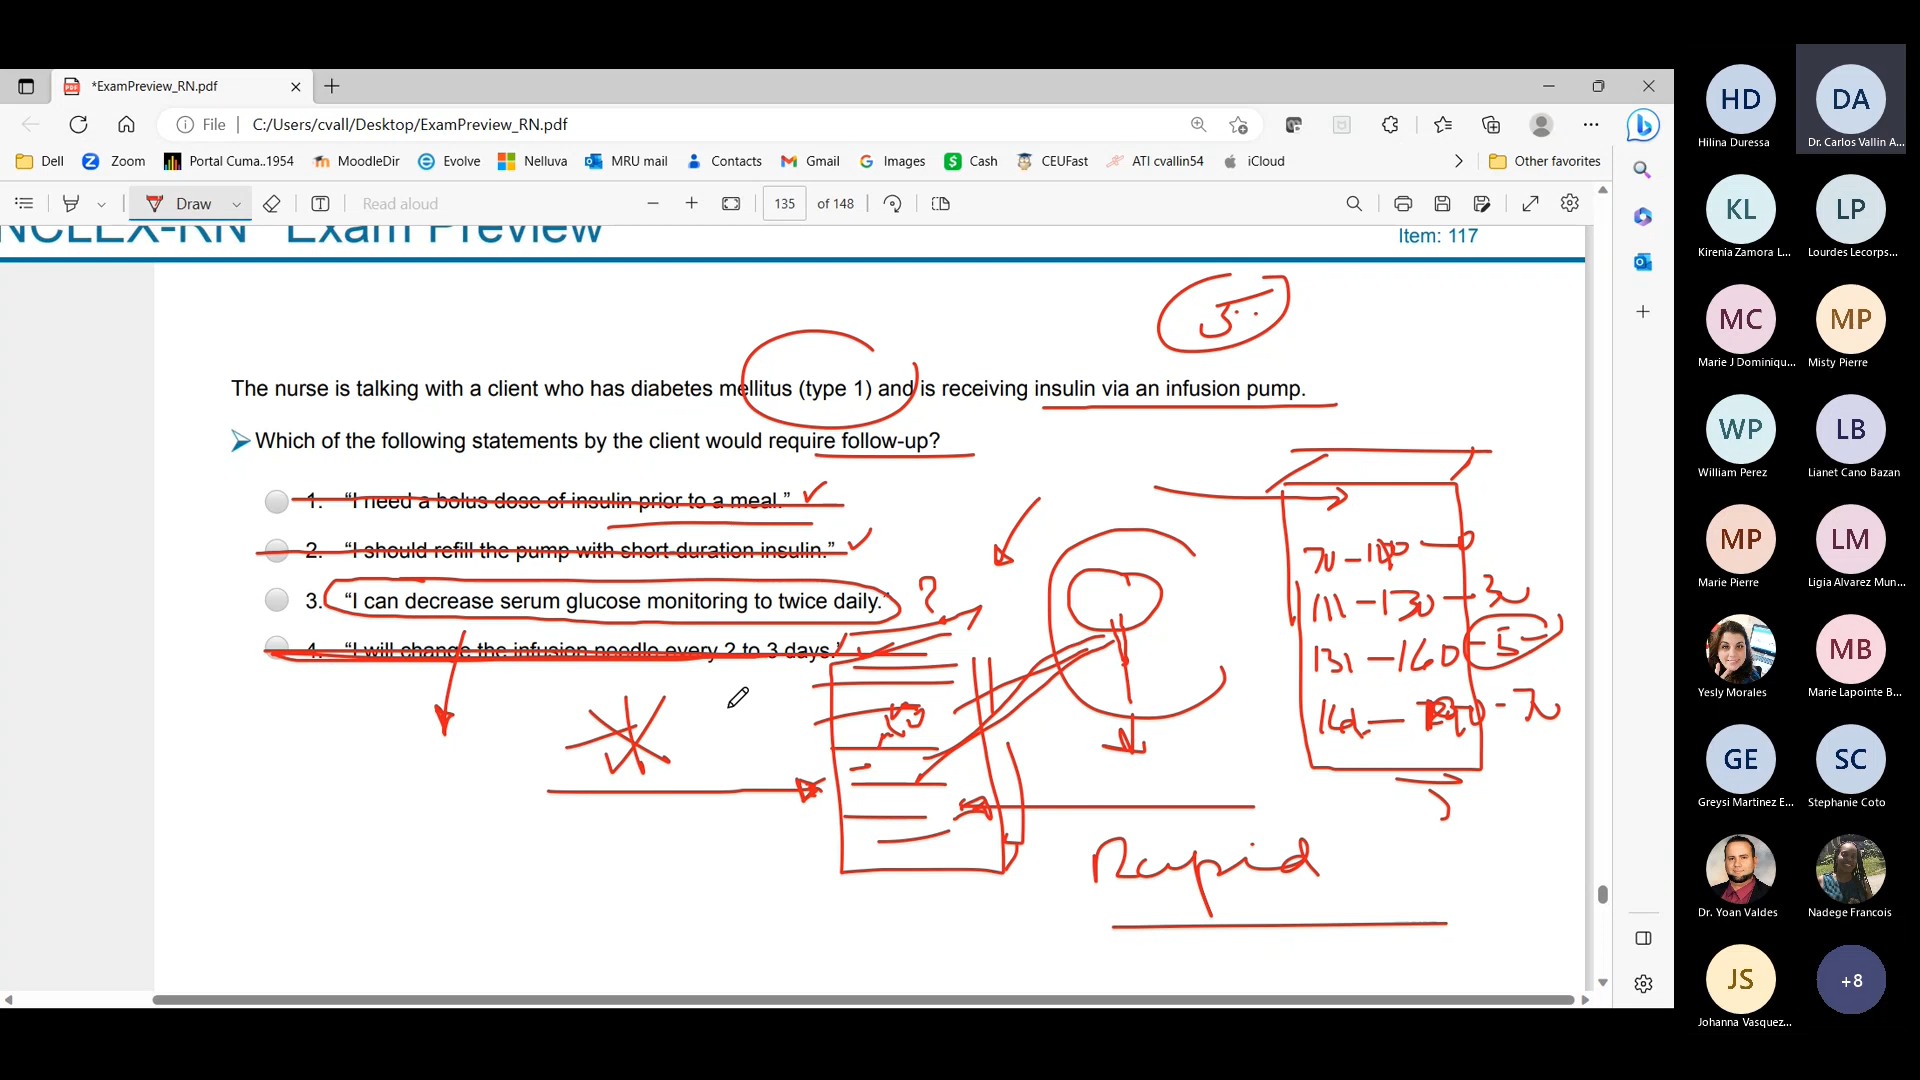 *ExamPreview_RN.pdf
File
C:/Users/cvall/Desktop/ExamPreview_RN.pdf
Dell Zoom Portal Cuma..1954 MoodleDir Evolve Nelluva MRU mail Contacts Gmail Images Cash CEUFast ATI cvallin54 iCloud Other favorites
Draw Read aloud 135 of 148
NCLEX-RN Exam Preview
Item: 117
The nurse is talking with a client who has diabetes mellitus (type 1) and is receiving insulin via an infusion pump.
Which of the following statements by the client would require follow-up?
1. “I need a bolus dose of insulin prior to a meal.”
2. “I should refill the pump with short-duration insulin.”
3. “I can decrease serum glucose monitoring to twice daily.” ?
4. “I will change the infusion needle every 2 to 3 days.”
111 – 130 –
131 – 160 – 5
Rapid
HD
Hilina Duressa
DA
Dr. Carlos Vallin A...
KL
Kirenia Zamora L...
LP
Lourdes Lecorps...
MC
Marie J Dominiqu...
MP
Misty Pierre
WP
William Perez
LB
Lianet Cano Bazan
MP
Marie Pierre
LM
Ligia Alvarez Mun...
Yesly Morales
MB
Marie Lapointe B...
GE
Greysi Martinez E...
SC
Stephanie Coto
Dr. Yoan Valdes
Nadege Francois
JS
Johanna Vasquez...
+8